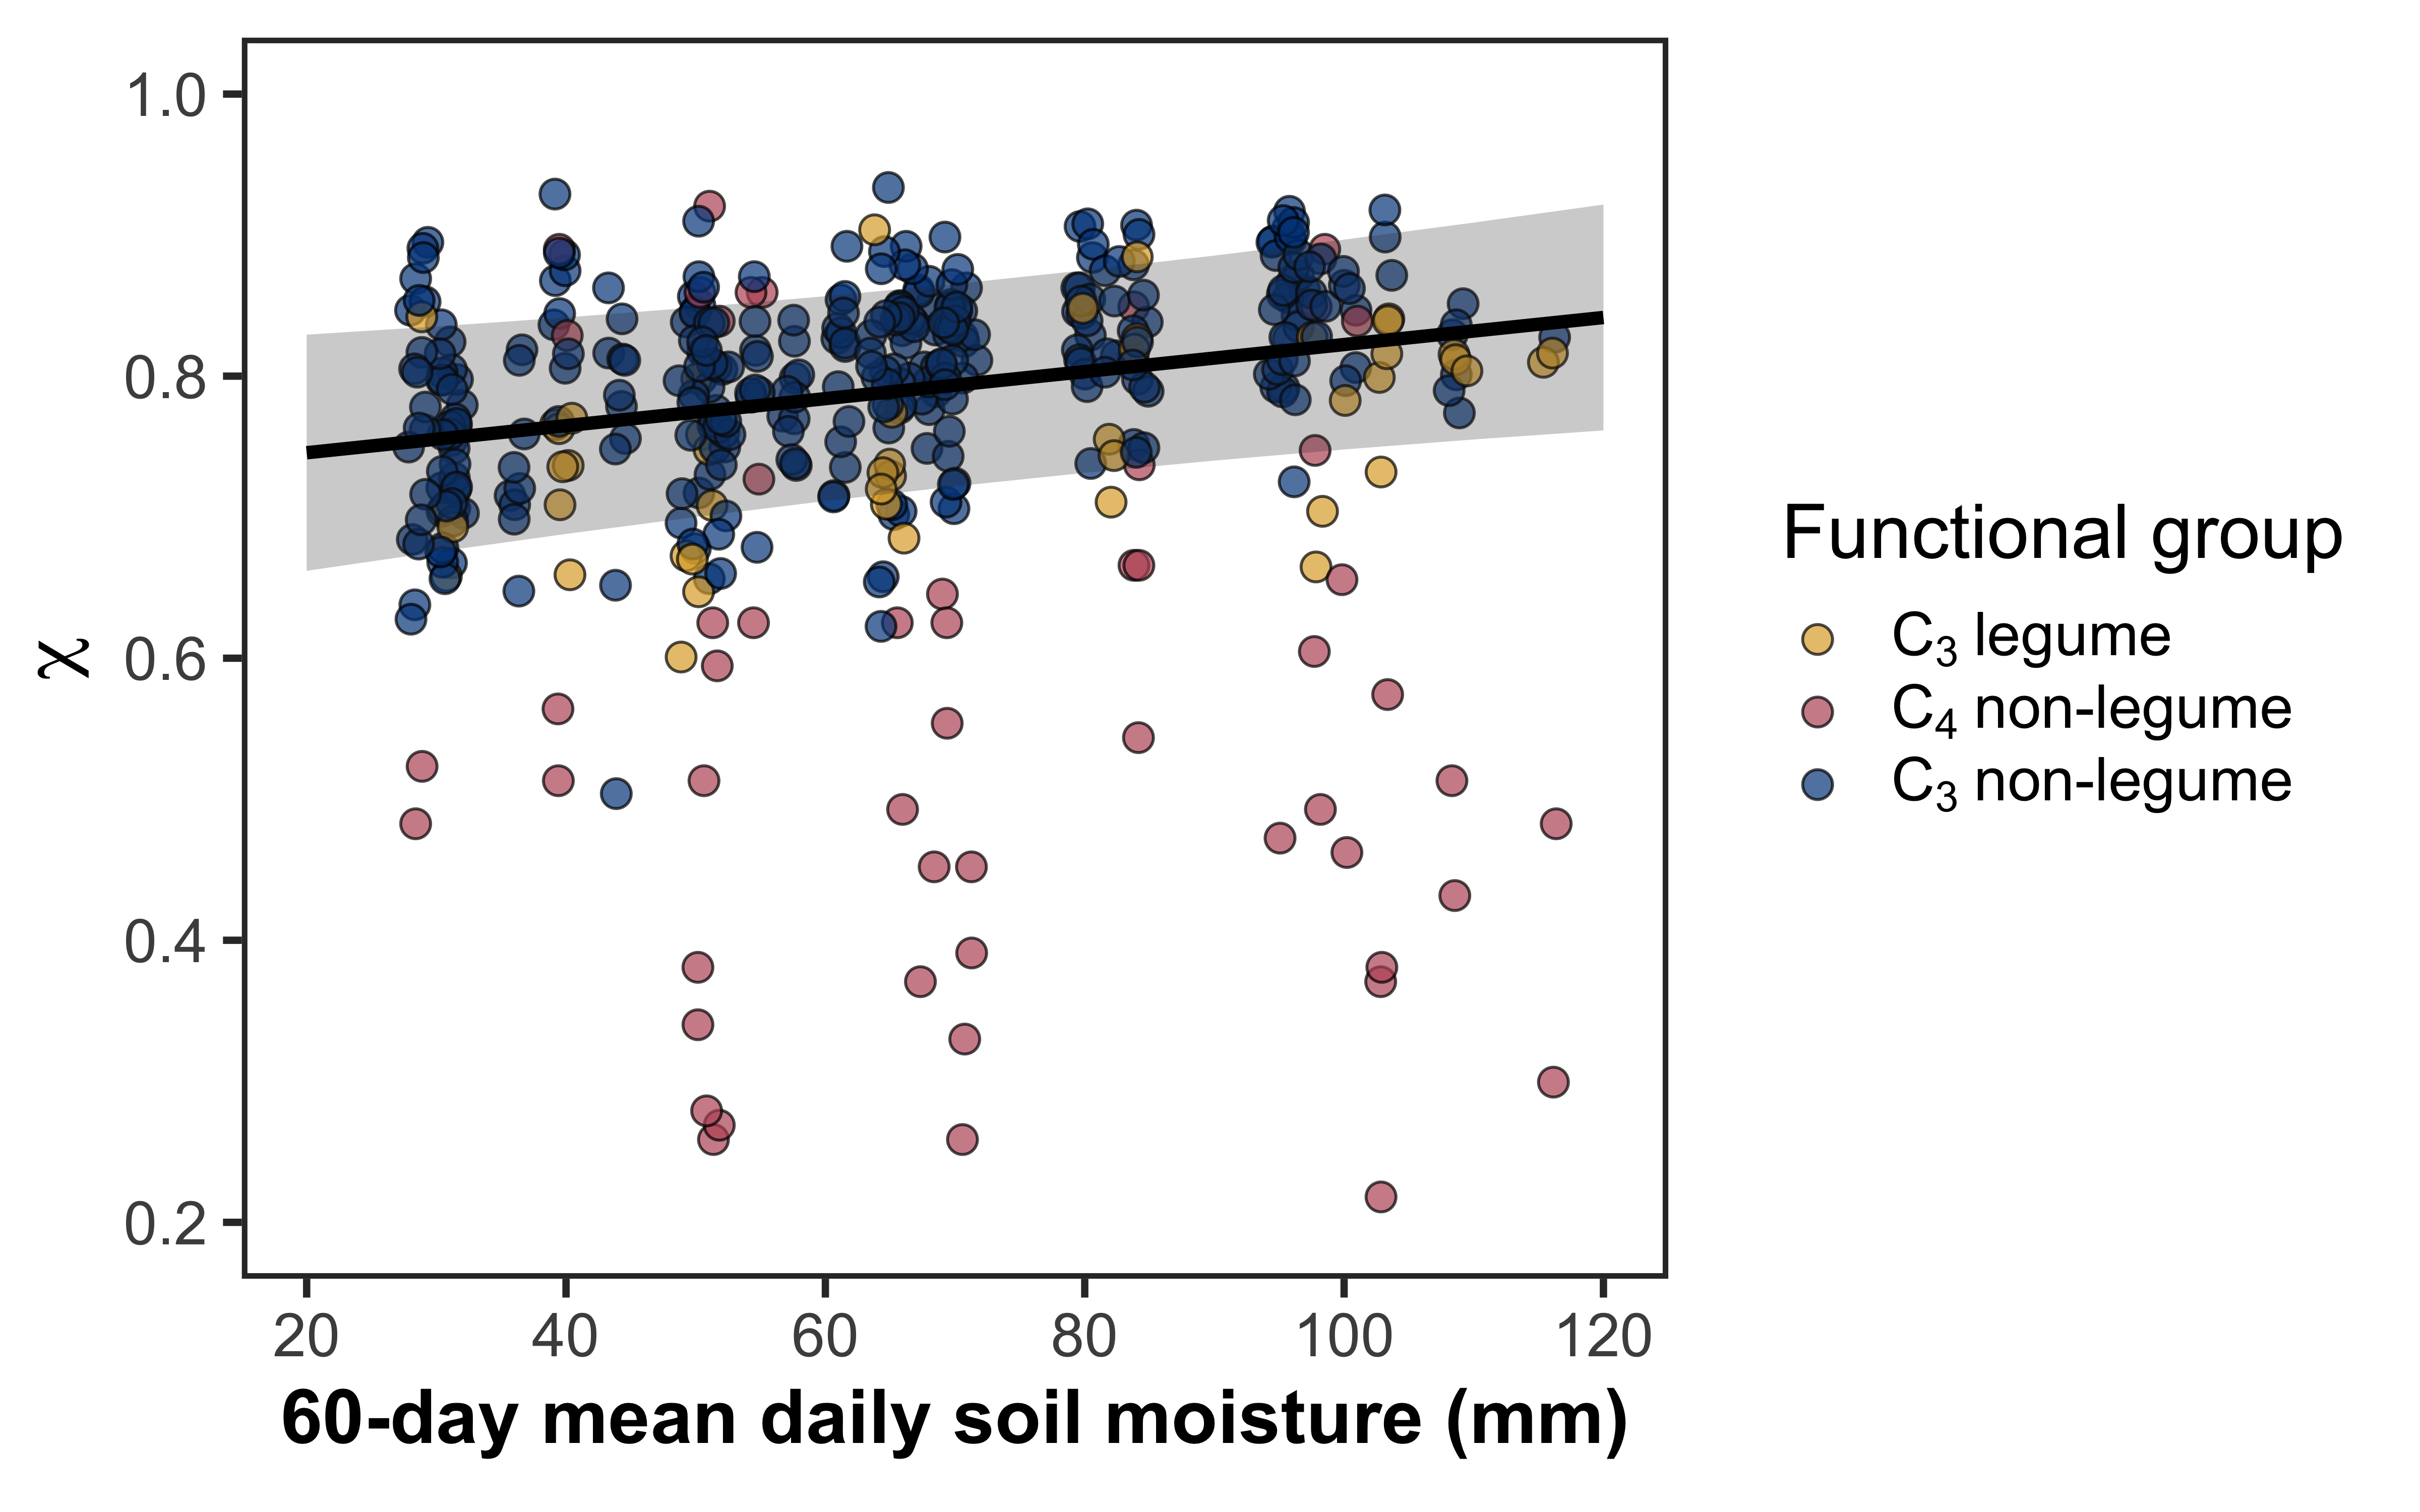 1.0
0.8
0.6
0.4
0.2
χ
20 40 60 80 100 120
60-day mean daily soil moisture (mm)
Functional group
C₃ legume
C₄ non-legume
C₃ non-legume